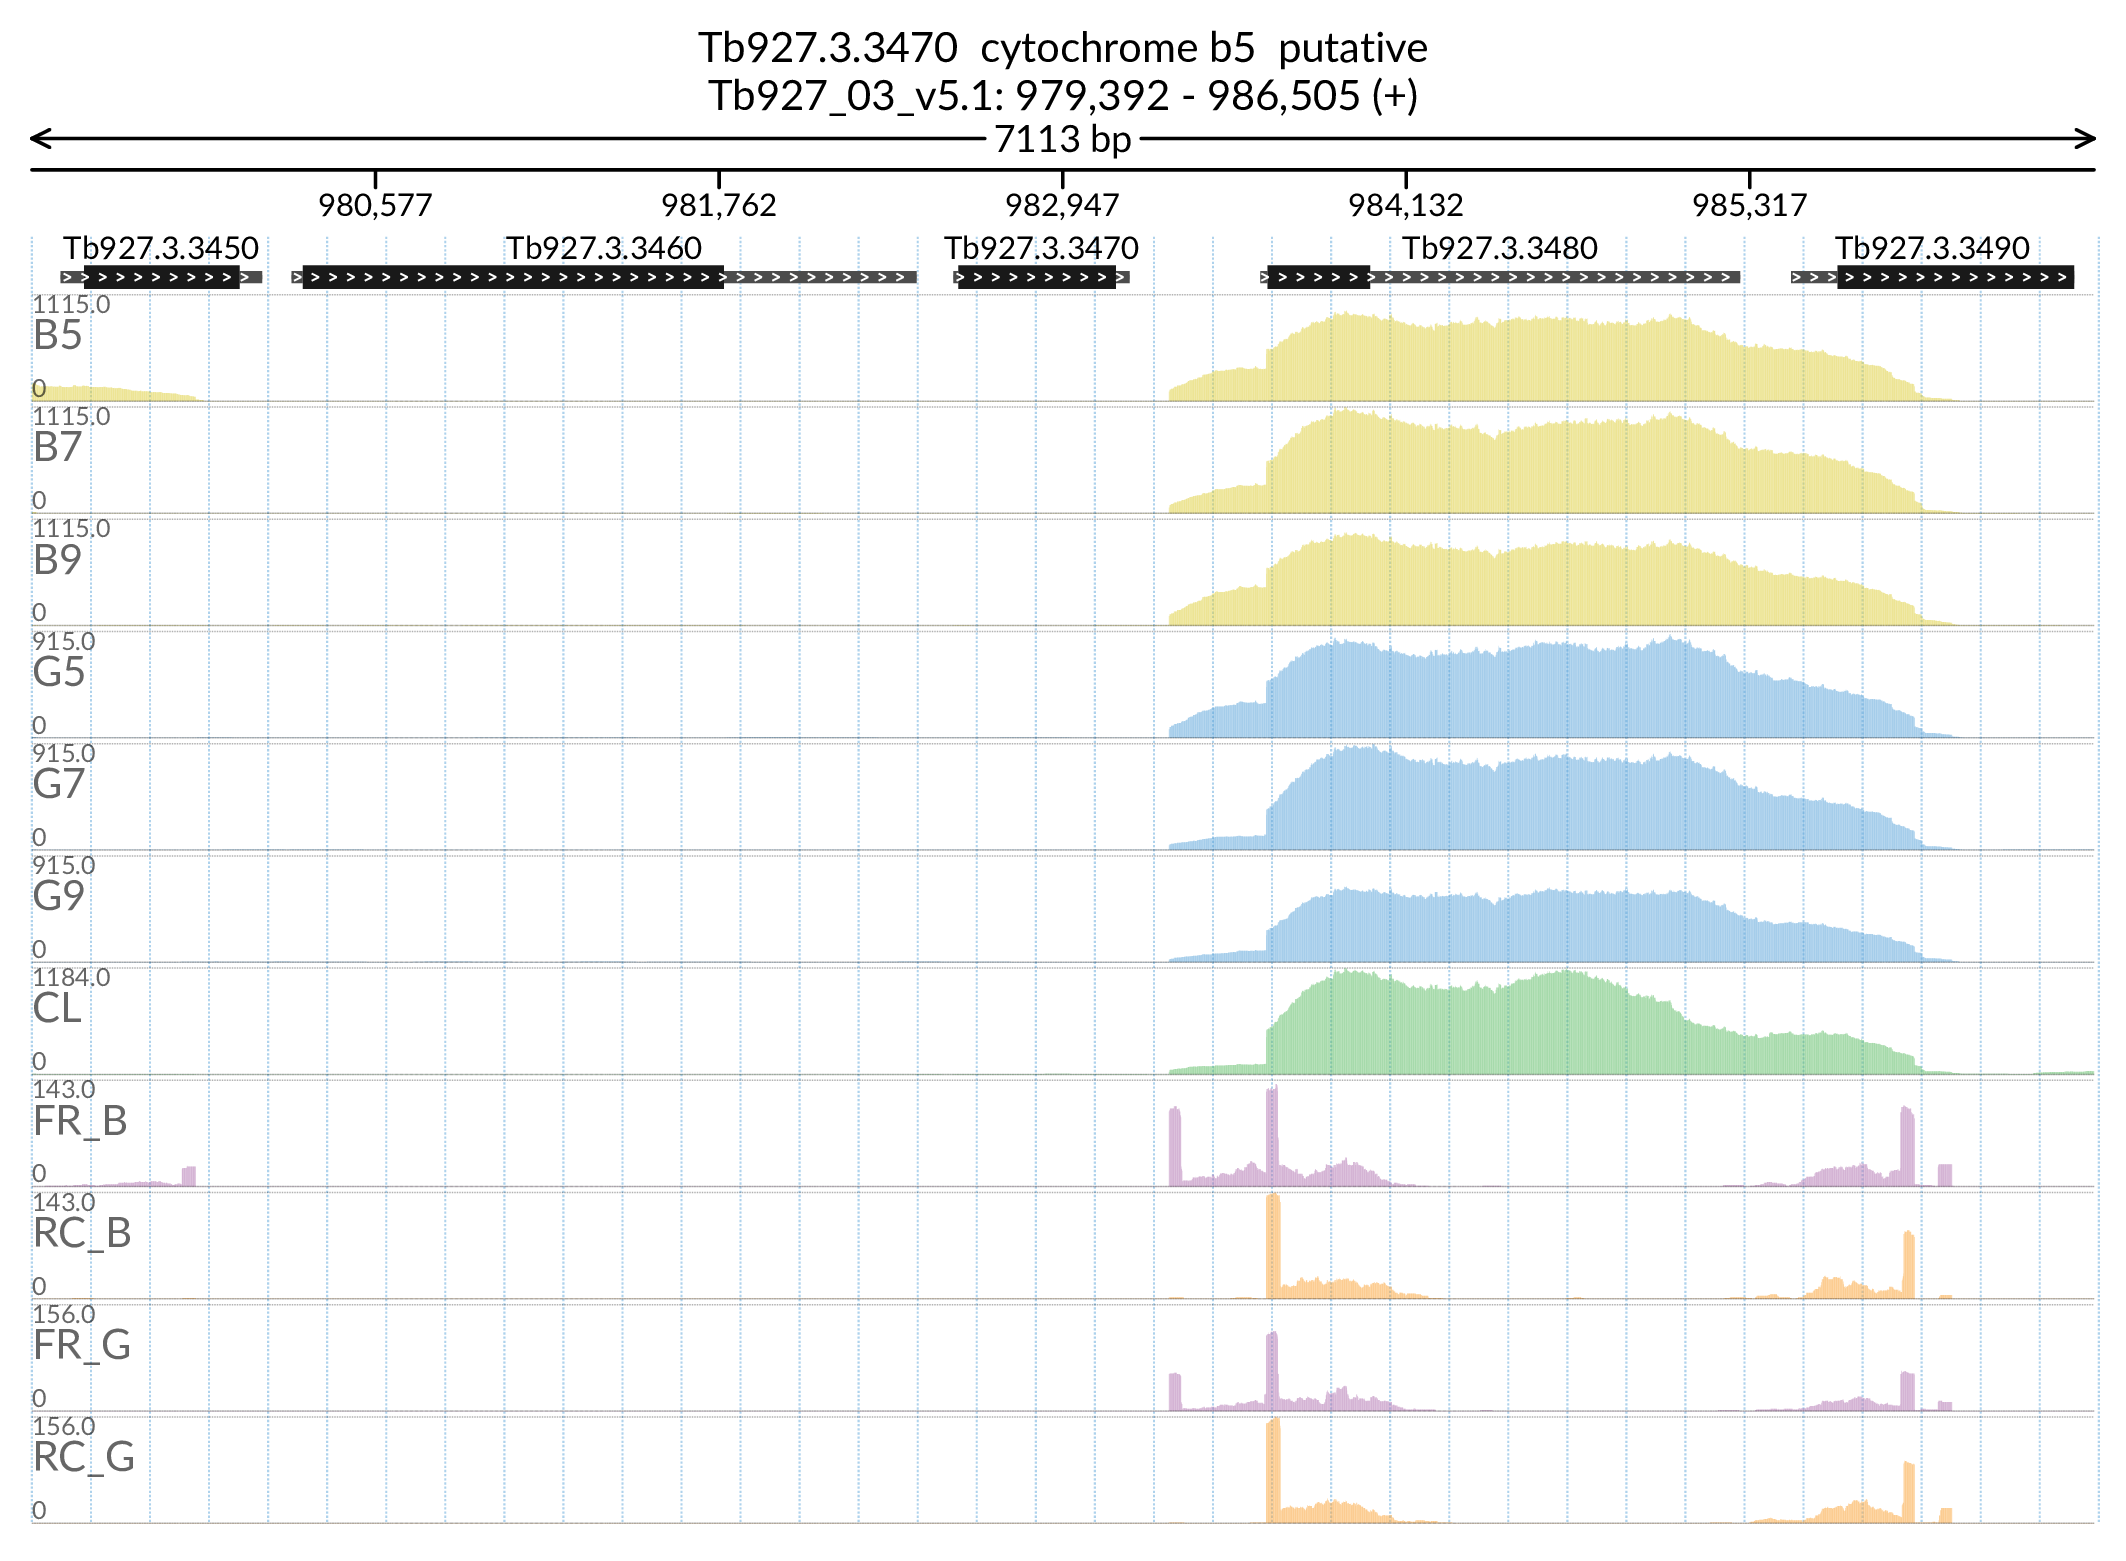 Tb927.3.3470 cytochrome b5 putative
Tb927_03_v5.1: 979,392 - 986,505 (+)
7113 bp
980,577 981,762 982,947 984,132 985,317
Tb927.3.3450 Tb927.3.3460 Tb927.3.3470 Tb927.3.3480 Tb927.3.3490
1115.0
B5
0
1115.0
B7
0
1115.0
B9
0
915.0
G5
0
915.0
G7
0
915.0
G9
0
1184.0
CL
0
143.0
FR_B
0
143.0
RC_B
0
156.0
FR_G
0
156.0
RC_G
0